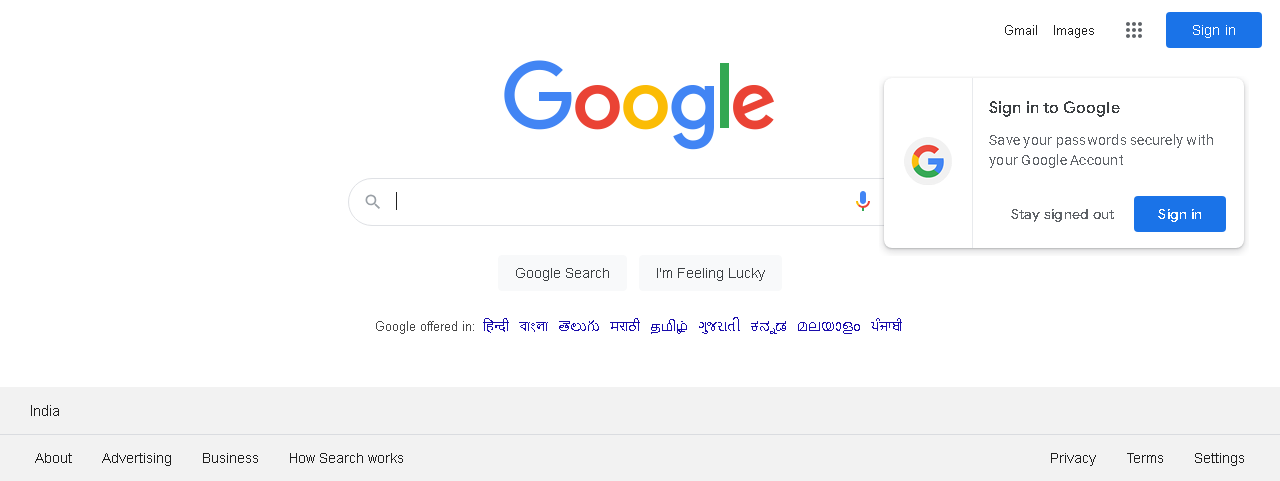 Gmail Images Sign in
Google
Sign in to Google
Save your passwords securely with
your Google Account
Stay signed out Sign in
Google Search I'm Feeling Lucky
Google offered in: हिन्दी বাংলা తెలుగు मराठी தமிழ் ગુજરાતી ಕನ್ನಡ മലയാളം ਪੰਜਾਬੀ
India
About Advertising Business How Search works Privacy Terms Settings